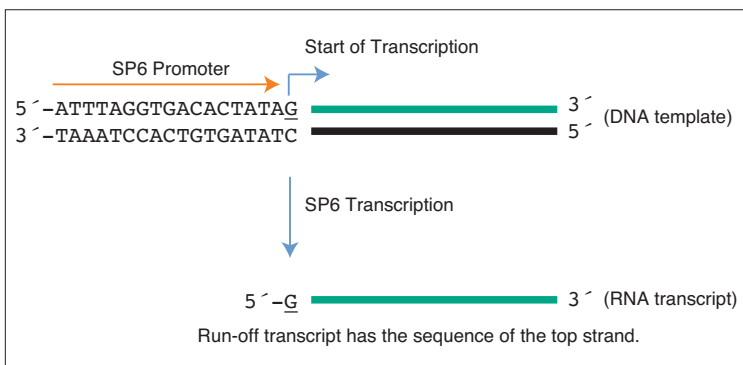 Start of Transcription
SP6 Promoter
5´-ATTTAGGTGACACTATAG 3´
(DNA template)
3´-TAAATCCACTGTGATATC 5´
SP6 Transcription
5´-G 3´ (RNA transcript)
Run-off transcript has the sequence of the top strand.